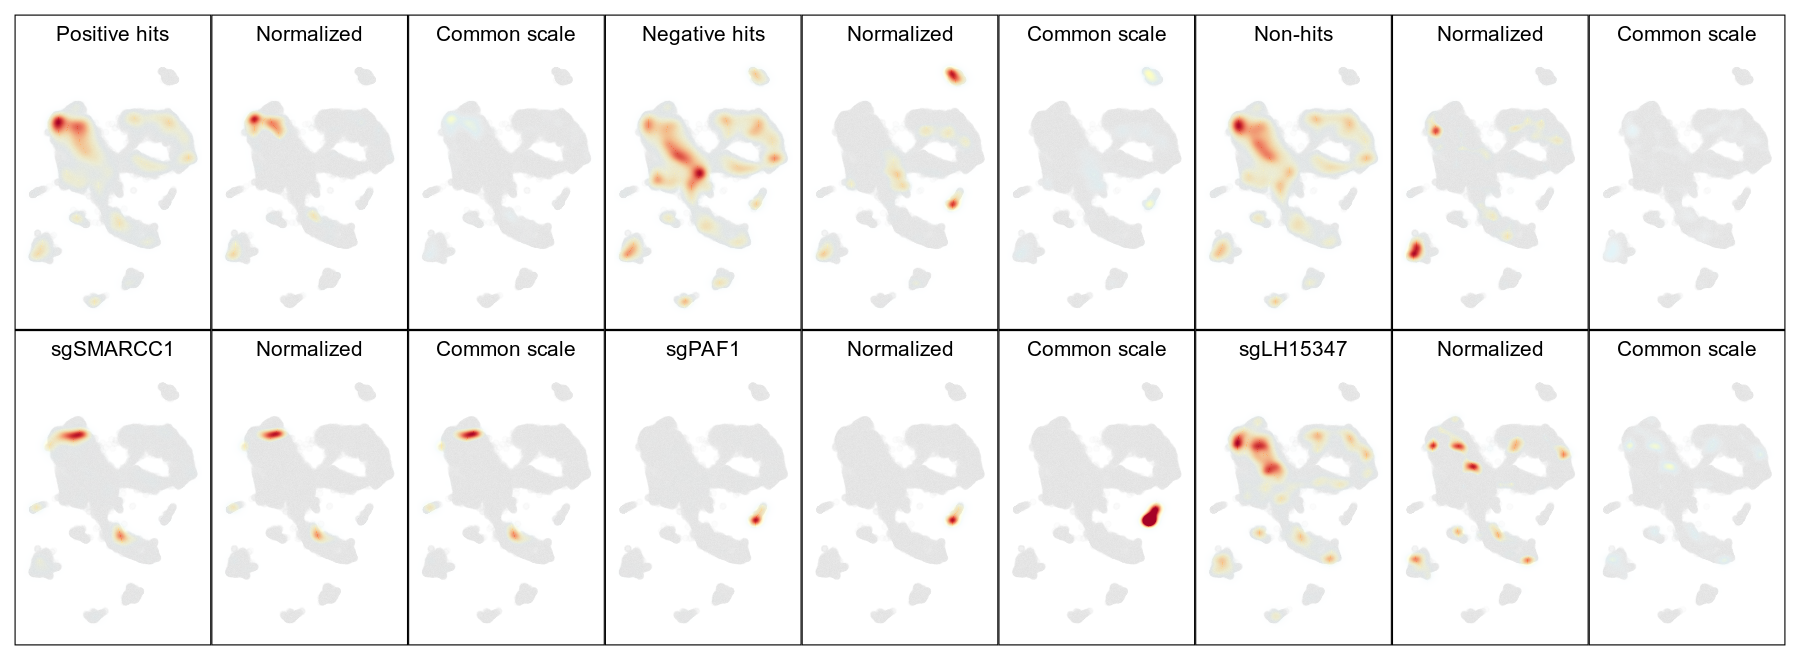 Positive hits
Normalized
Common scale
Negative hits
Normalized
Common scale
Non-hits
Normalized
Common scale
sgSMARCC1
Normalized
Common scale
sgPAF1
Normalized
Common scale
sgLH15347
Normalized
Common scale